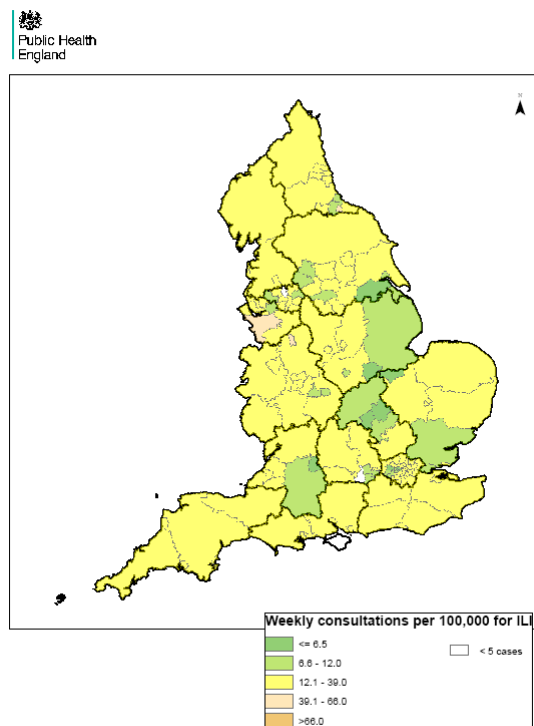 Public Health
England
N
Weekly consultations per 100,000 for ILI
<= 6.5
< 5 cases
6.6 - 12.0
12.1 - 39.0
39.1 - 66.0
>66.0